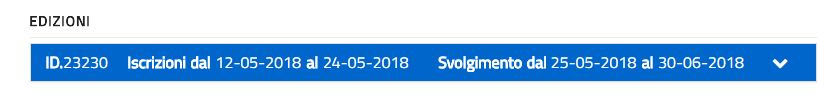 EDIZIONI
ID.23230 Iscrizioni dal 12-05-2018 al 24-05-2018 Svolgimento dal 25-05-2018 al 30-06-2018